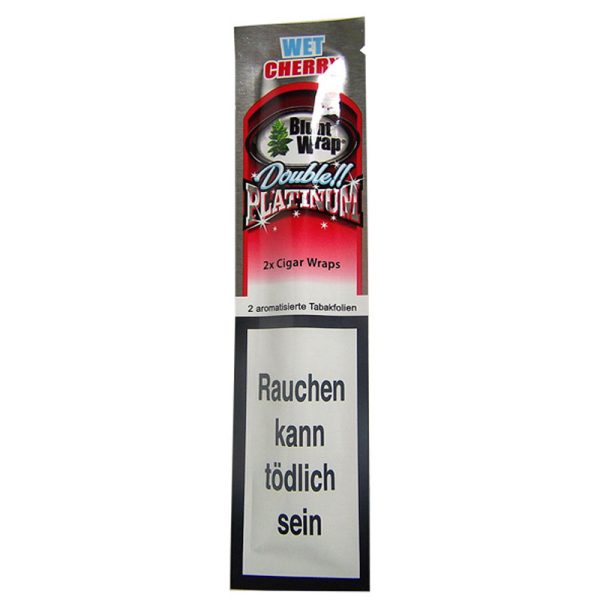 WET
CHERRY
Blunt
Wrap®
Double!!
PLATINUM
2x Cigar Wraps
2 aromatisierte Tabakfolien
Rauchen
kann
tödlich
sein